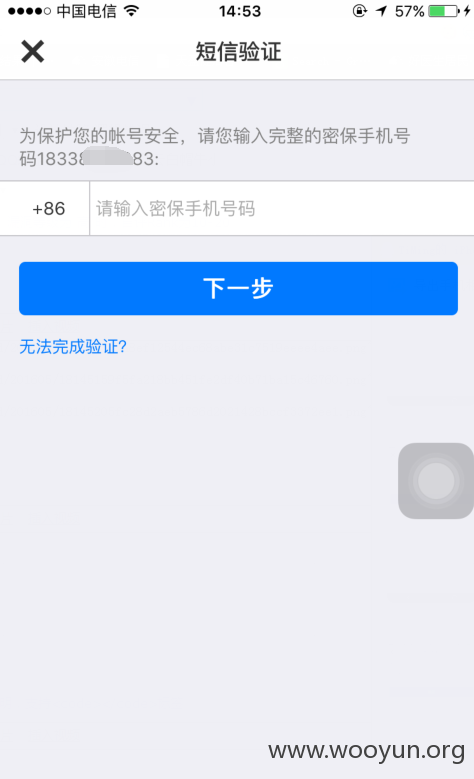 中国电信 14:53 57%
短信验证
为保护您的帐号安全，请您输入完整的密保手机号
码1833 83:
+86 请输入密保手机号码
下一步
无法完成验证?
www.wooyun.org